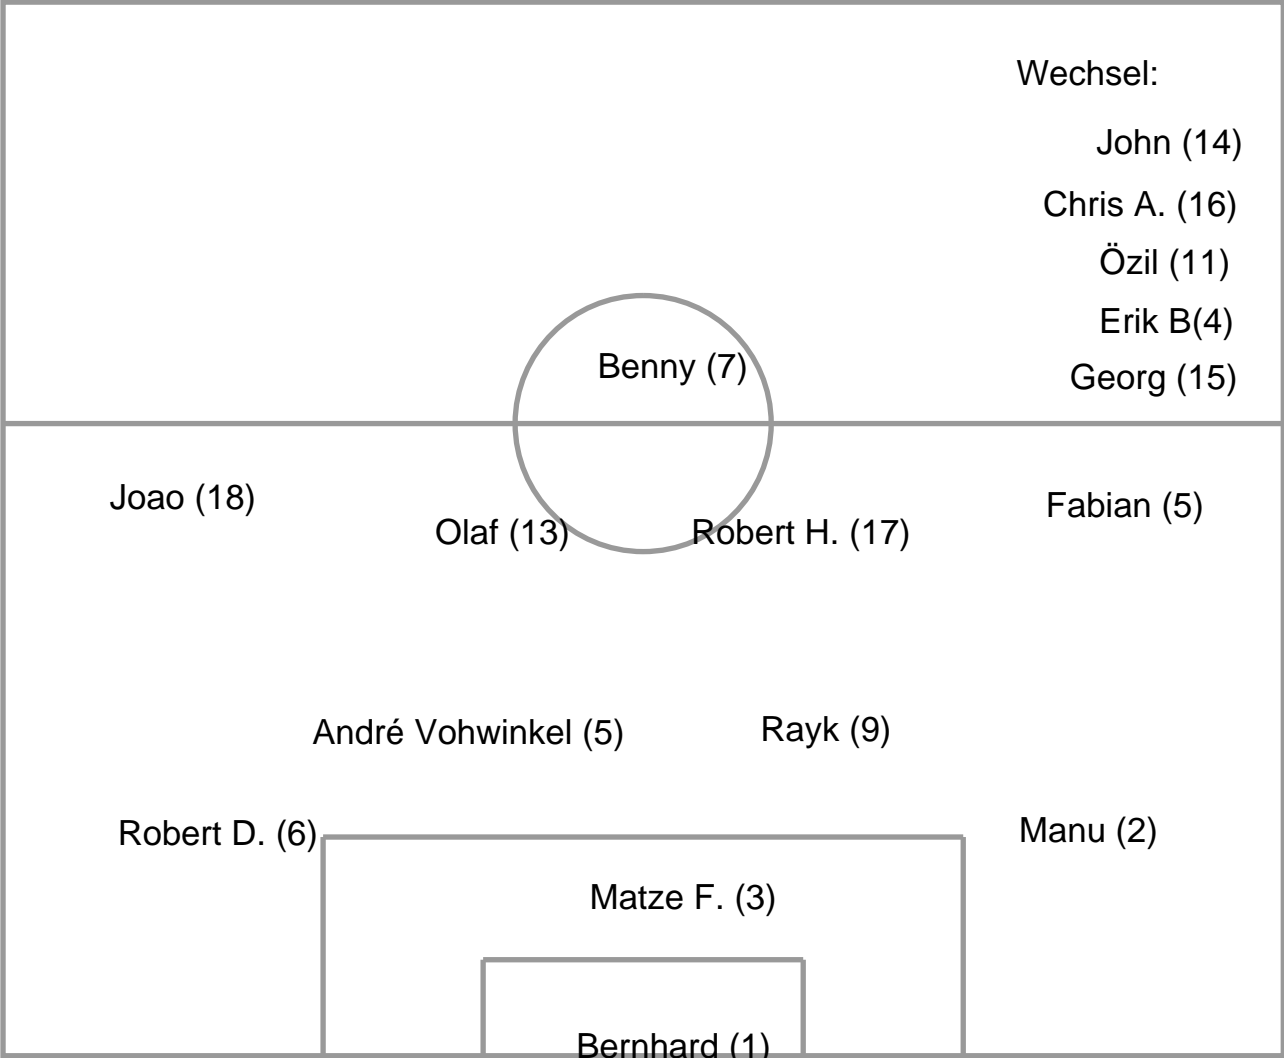 Wechsel:
John (14)
Chris A. (16)
Özil (11)
Erik B(4)
Georg (15)
Benny (7)
Joao (18)
Fabian (5)
Olaf (13)
Robert H. (17)
André Vohwinkel (5)
Rayk (9)
Robert D. (6)
Manu (2)
Matze F. (3)
Bernhard (1)